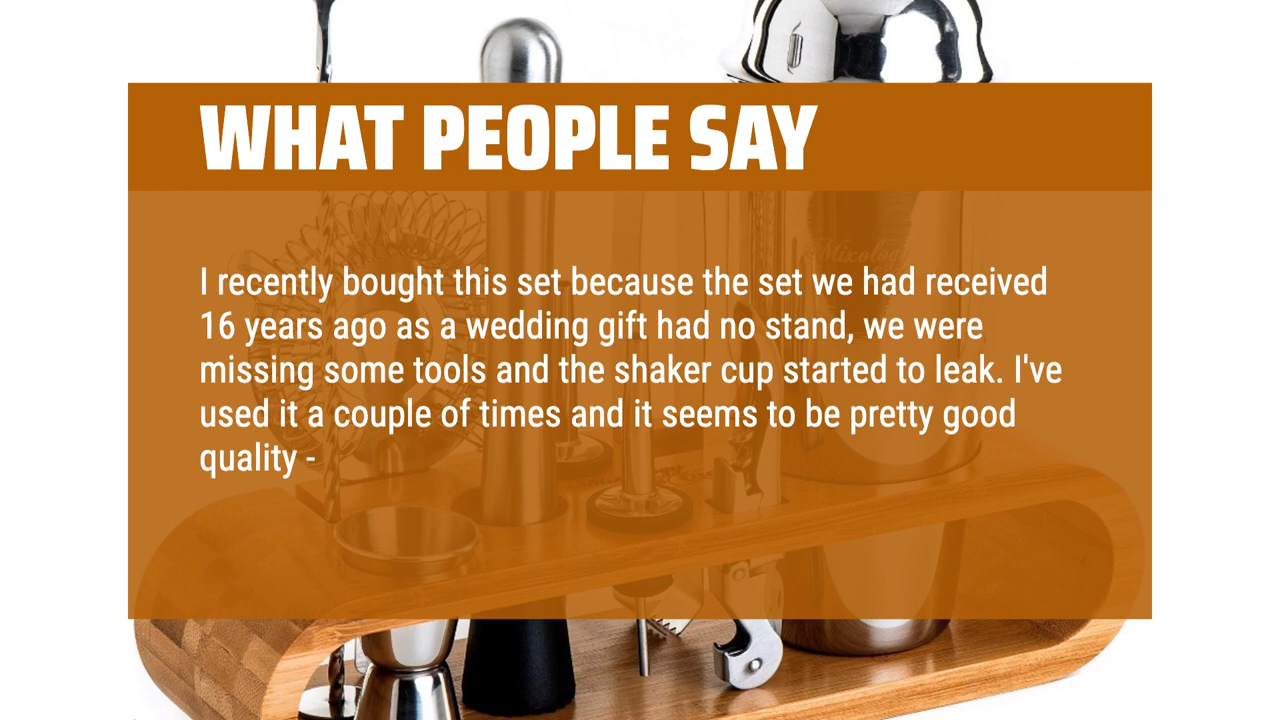 WHAT PEOPLE SAY
I recently bought this set because the set we had received
16 years ago as a wedding gift had no stand, we were
missing some tools and the shaker cup started to leak. I've
used it a couple of times and it seems to be pretty good
quality -
Mixology